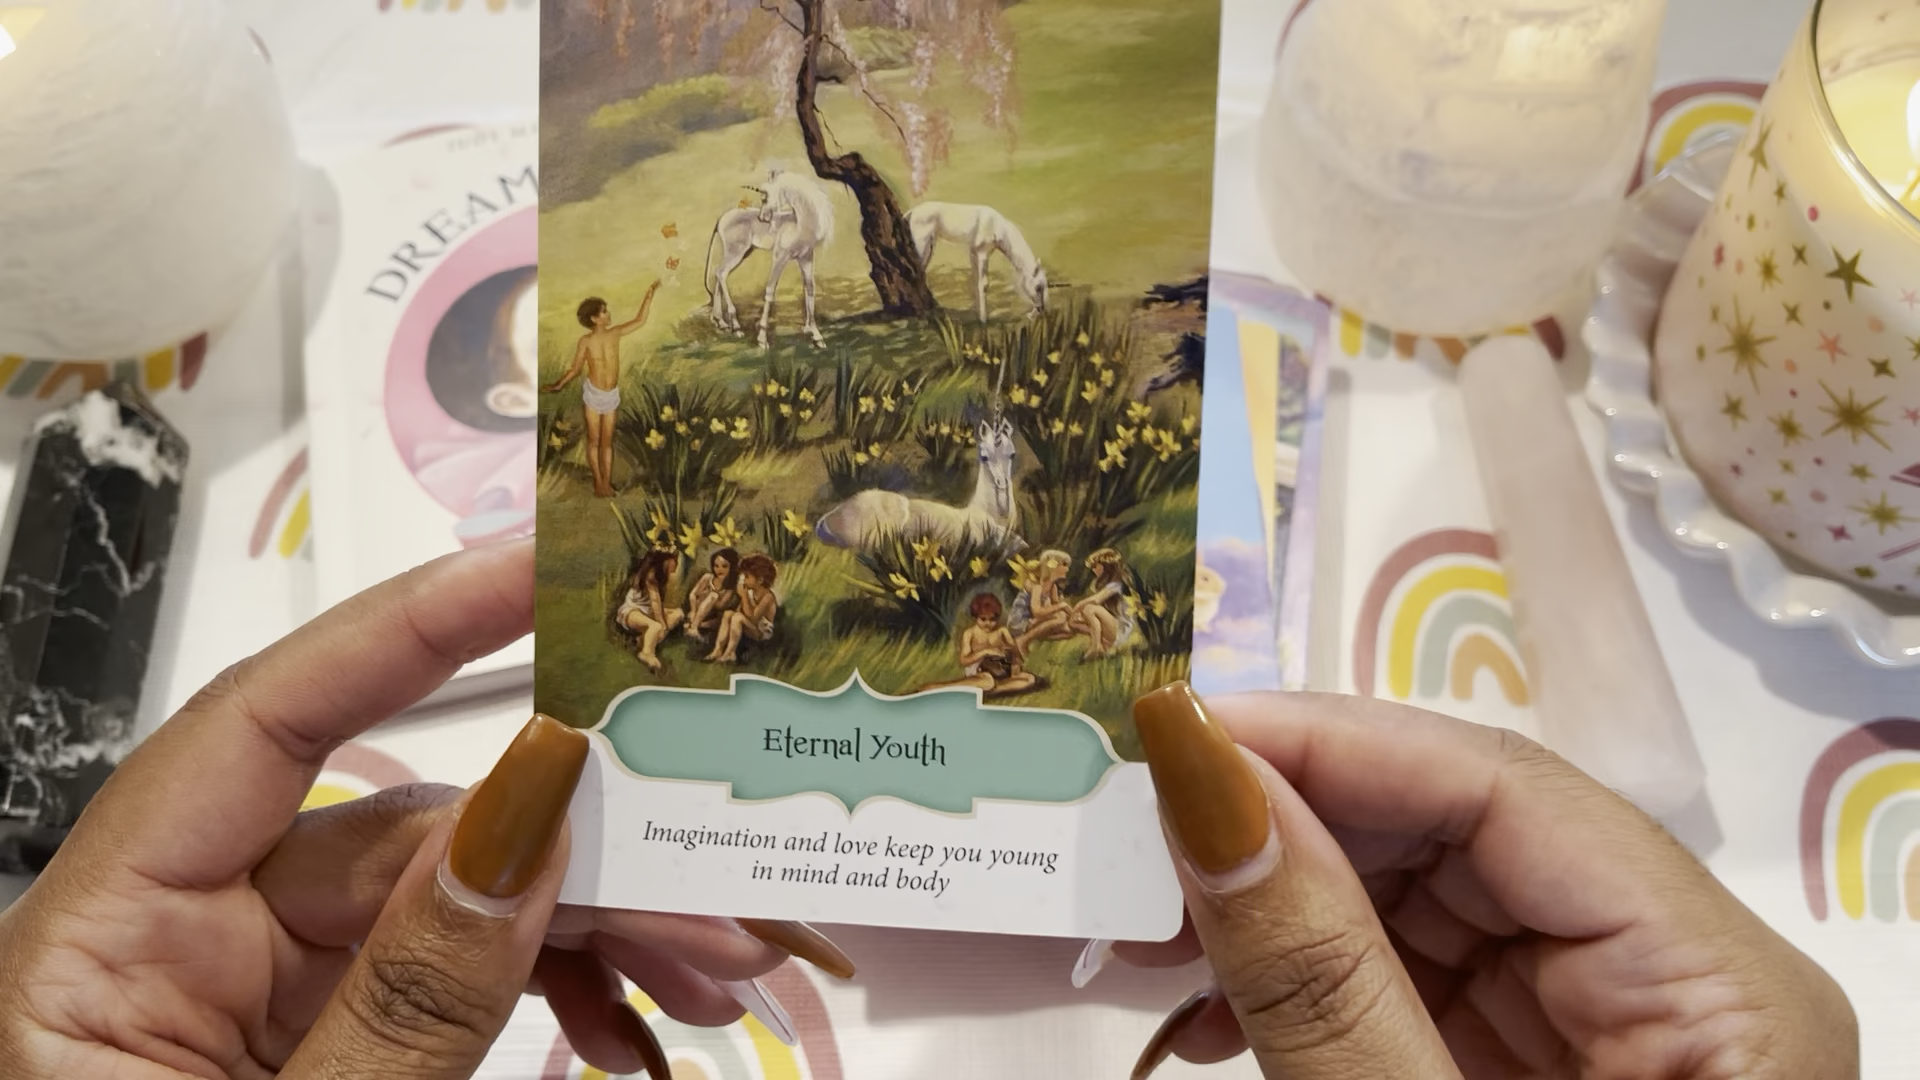 DREAM
Eternal Youth
Imagination and love keep you young
in mind and body